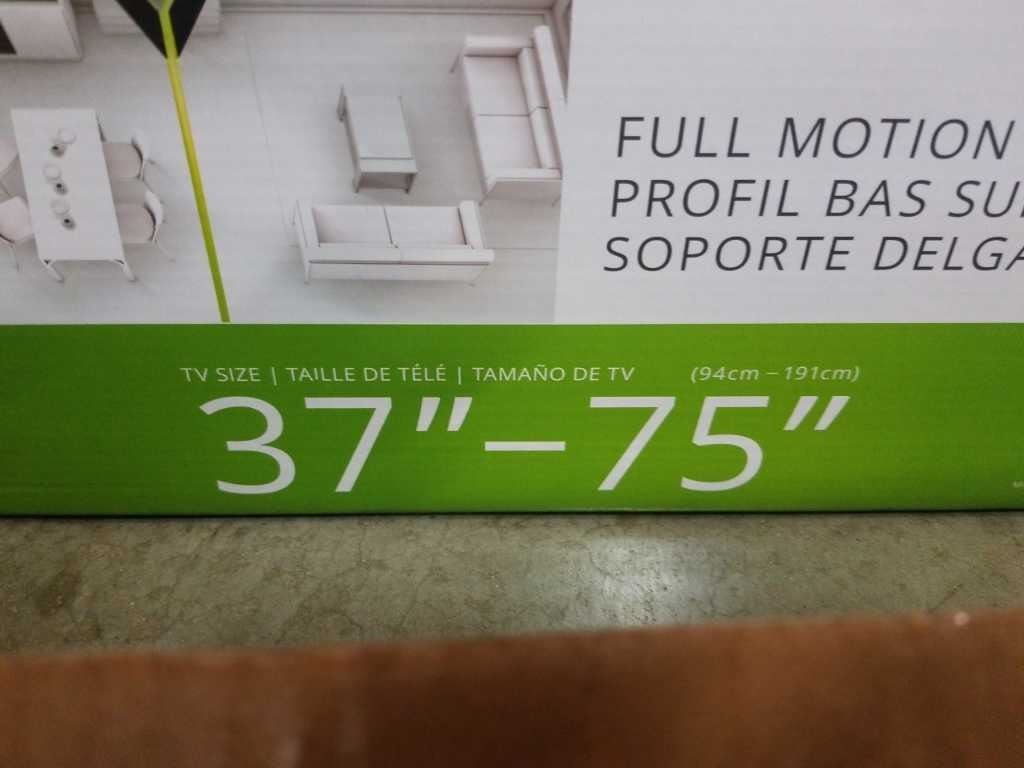 FULL MOTION
PROFIL BAS
SOPORTE
TV SIZE | TAILLE DE TÉLÉ | TAMAÑO DE TV (94cm – 191cm)
37”–75”